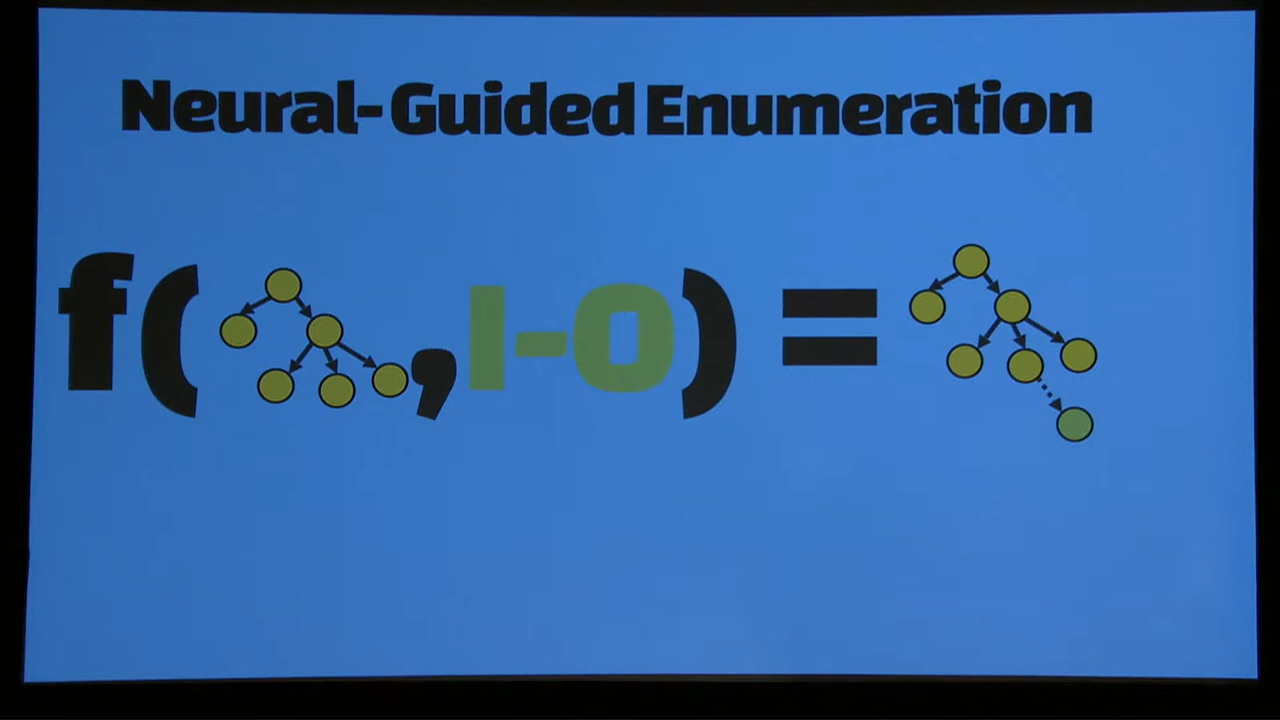 Neural-Guided Enumeration
f( , I-O) =